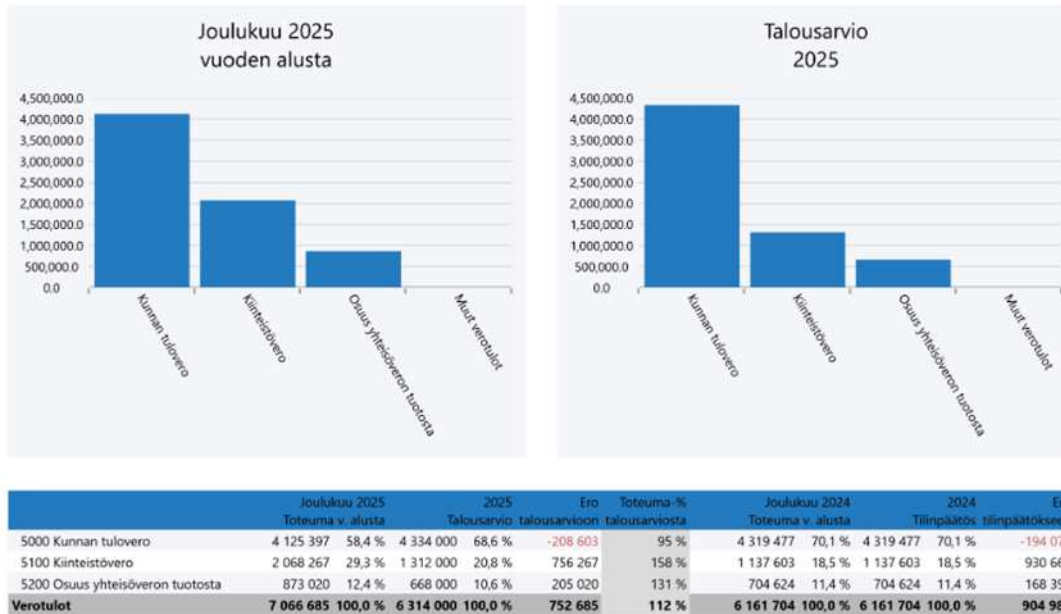 Joulukuu 2025
vuoden alusta
4,500,000.0
4,000,000.0
3,500,000.0
3,000,000.0
2,500,000.0
2,000,000.0
1,500,000.0
1,000,000.0
500,000.0
0.0
Kunnan tulovero
Kiinteistövero
Osuus yhteisöveron tuotosta
Muut verotulot
Talousarvio
2025
4,500,000.0
4,000,000.0
3,500,000.0
3,000,000.0
2,500,000.0
2,000,000.0
1,500,000.0
1,000,000.0
500,000.0
0.0
Kunnan tulovero
Kiinteistövero
Osuus yhteisöveron tuotosta
Muut verotulot
Joulukuu 2025 2025 Ero Toteuma-% Joulukuu 2024 2024
Toteuma v. alusta Talousarvio talousarvioon talousarviosta Toteuma v. alusta Tilinpäätös
5000 Kunnan tulovero 4 125 397 58,4 % 4 334 000 68,6 % -208 603 95 % 4 319 477 70,1 % 4 319 477 70,1 % -194 07
5100 Kiinteistövero 2 068 267 29,3 % 1 312 000 20,8 % 756 267 158 % 1 137 603 18,5 % 1 137 603 18,5 % 930 66
5200 Osuus yhteisöveron tuotosta 873 020 12,4 % 668 000 10,6 % 205 020 131 % 704 624 11,4 % 704 624 11,4 % 168 39
Verotulot 7 066 685 100,0 % 6 314 000 100,0 % 752 685 112 % 6 161 704 100,0 % 6 161 704 100,0 % 904 98